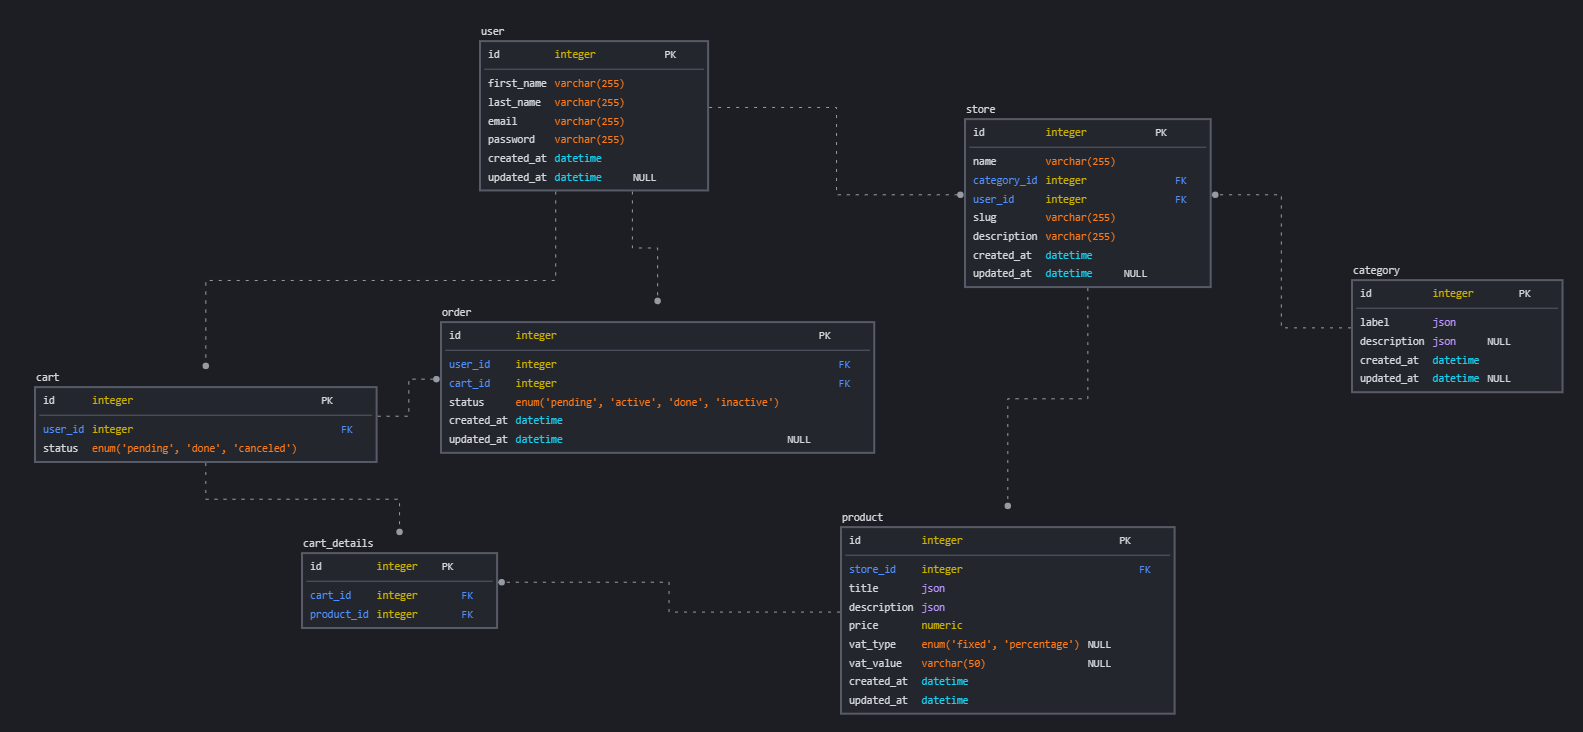 user
id integer PK
first_name varchar(255)
last_name varchar(255)
email varchar(255)
password varchar(255)
created_at datetime
updated_at datetime NULL
store
id integer PK
name varchar(255)
category_id integer FK
user_id integer FK
slug varchar(255)
description varchar(255)
created_at datetime
updated_at datetime NULL
category
id integer PK
label json
description json NULL
created_at datetime
updated_at datetime NULL
order
id integer PK
user_id integer FK
cart_id integer FK
status enum('pending', 'active', 'done', 'inactive')
created_at datetime
updated_at datetime NULL
cart
id integer PK
user_id integer FK
status enum('pending', 'done', 'canceled')
cart_details
id integer PK
cart_id integer FK
product_id integer FK
product
id integer PK
store_id integer FK
title json
description json
price numeric
vat_type enum('fixed', 'percentage') NULL
vat_value varchar(50) NULL
created_at datetime
updated_at datetime